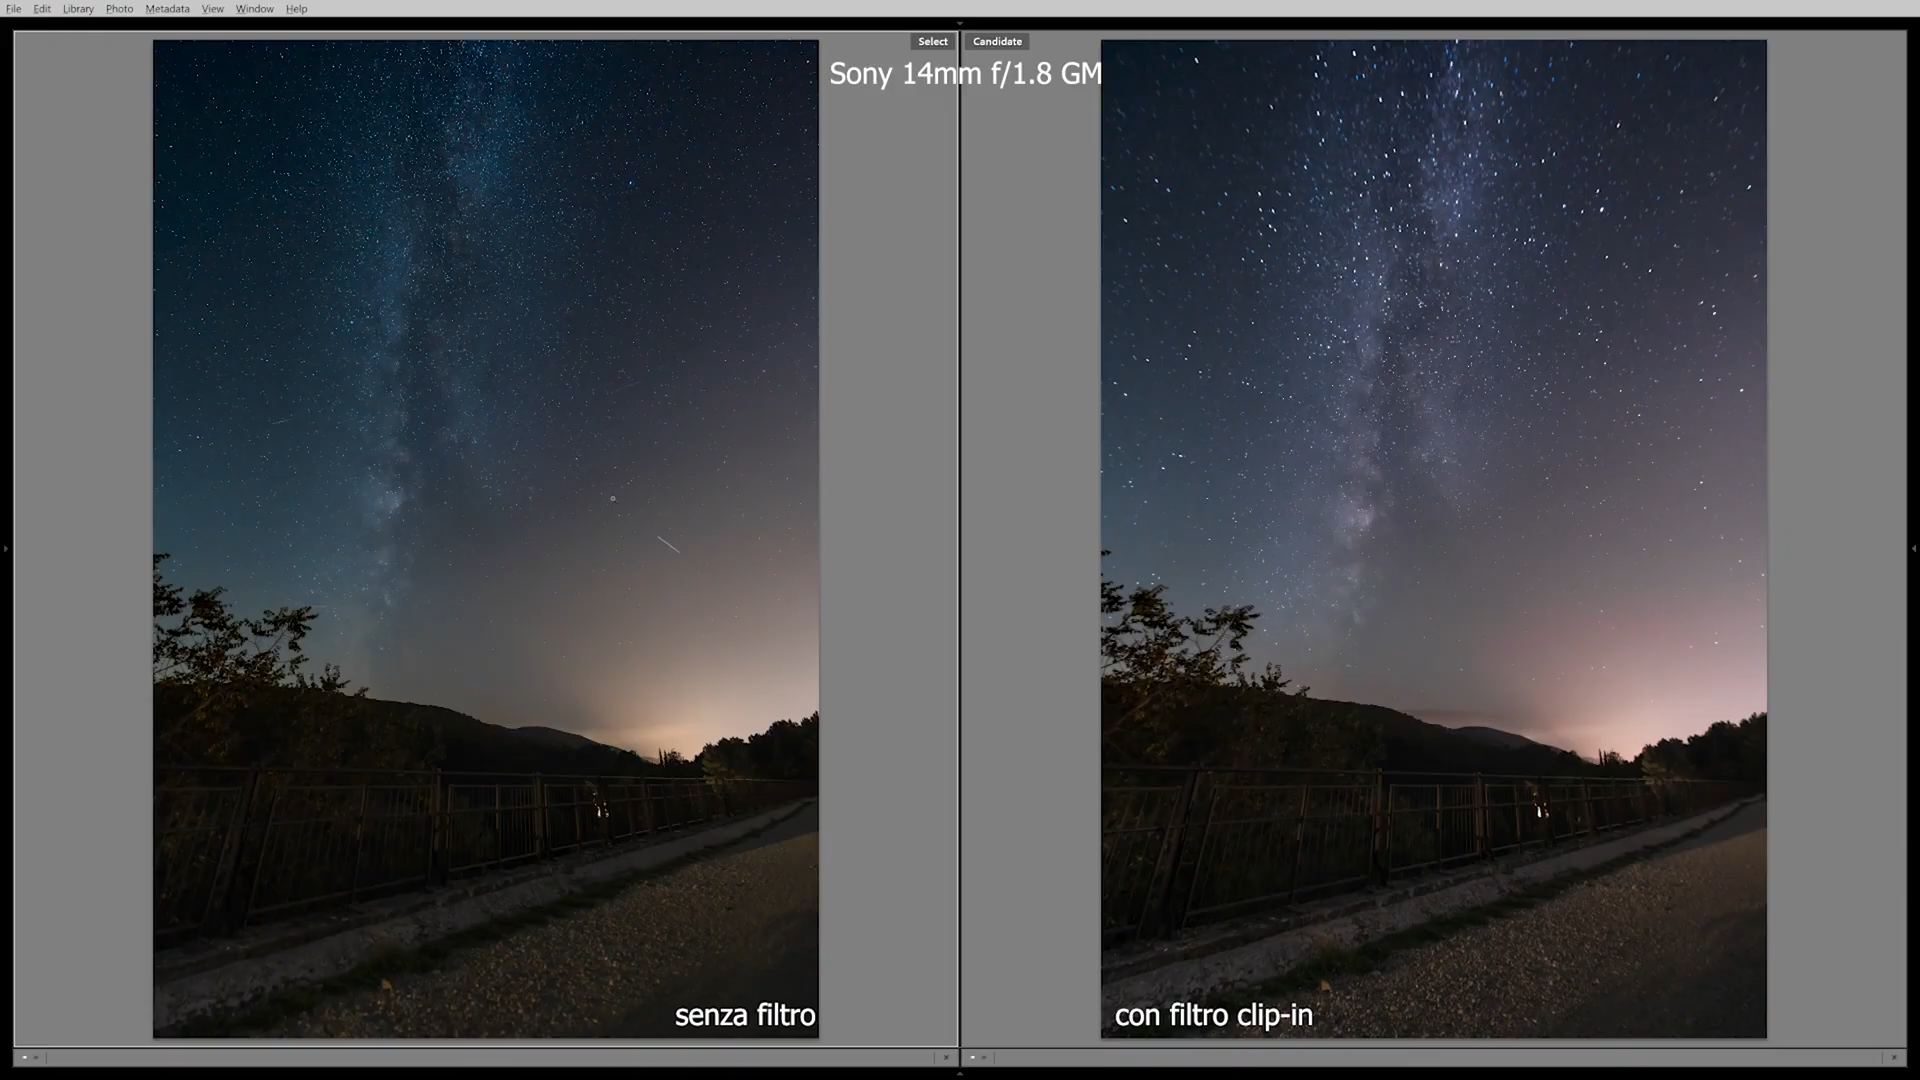 File Edit Library Photo Metadata View Window Help
Select Candidate
Sony 14mm f/1.8 GM
senza filtro
con filtro clip-in